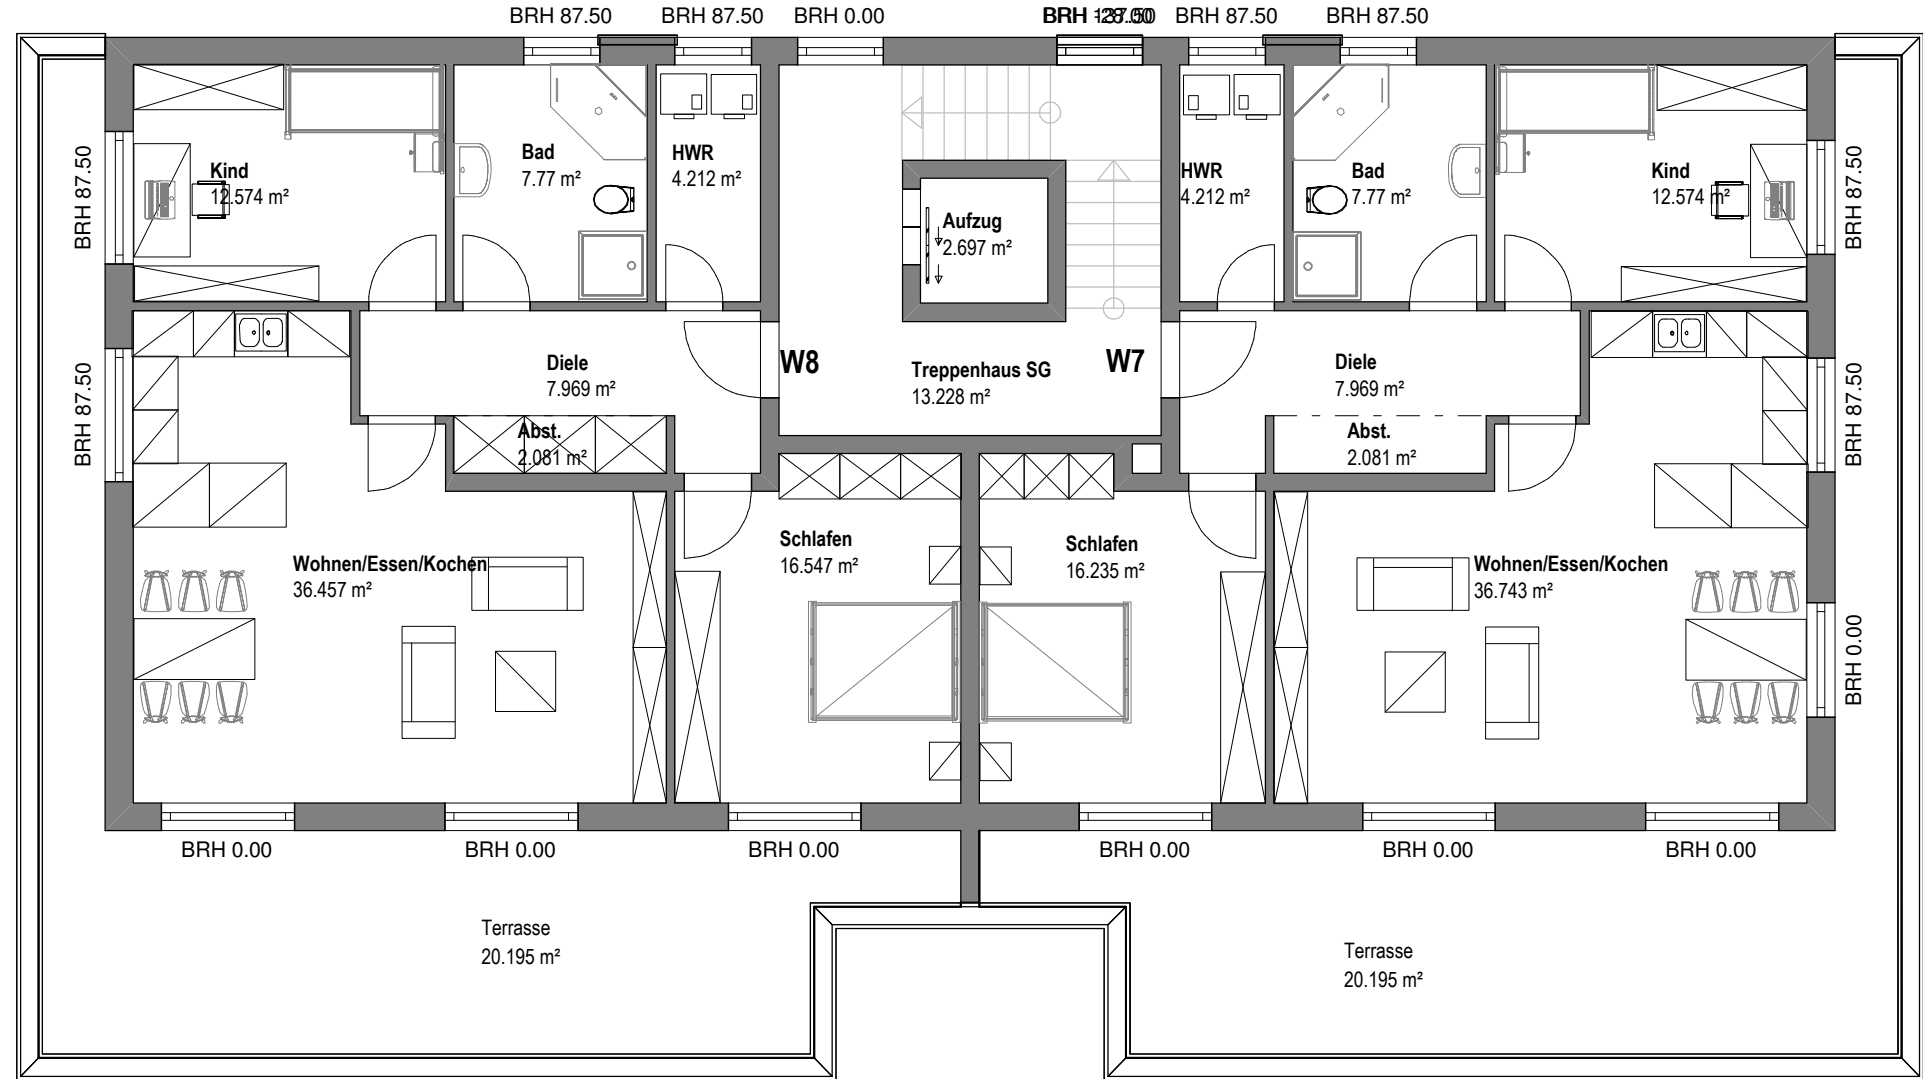 BRH 87.50
BRH 87.50
BRH 0.00
BRH 87.50
BRH 87.50
BRH 87.50
BRH 87.50
Kind
12.574 m²
Bad
7.77 m²
HWR
4.212 m²
Aufzug
2.697 m²
HWR
4.212 m²
Bad
7.77 m²
Kind
12.574 m²
BRH 87.50
BRH 87.50
Diele
7.969 m²
W8
Treppenhaus SG
13.228 m²
W7
Diele
7.969 m²
BRH 87.50
Abst.
2.081 m²
Abst.
2.081 m²
Wohnen/Essen/Kochen
36.457 m²
Schlafen
16.547 m²
Schlafen
16.235 m²
Wohnen/Essen/Kochen
36.743 m²
BRH 0.00
BRH 0.00
BRH 0.00
BRH 0.00
BRH 0.00
BRH 0.00
BRH 0.00
Terrasse
20.195 m²
Terrasse
20.195 m²